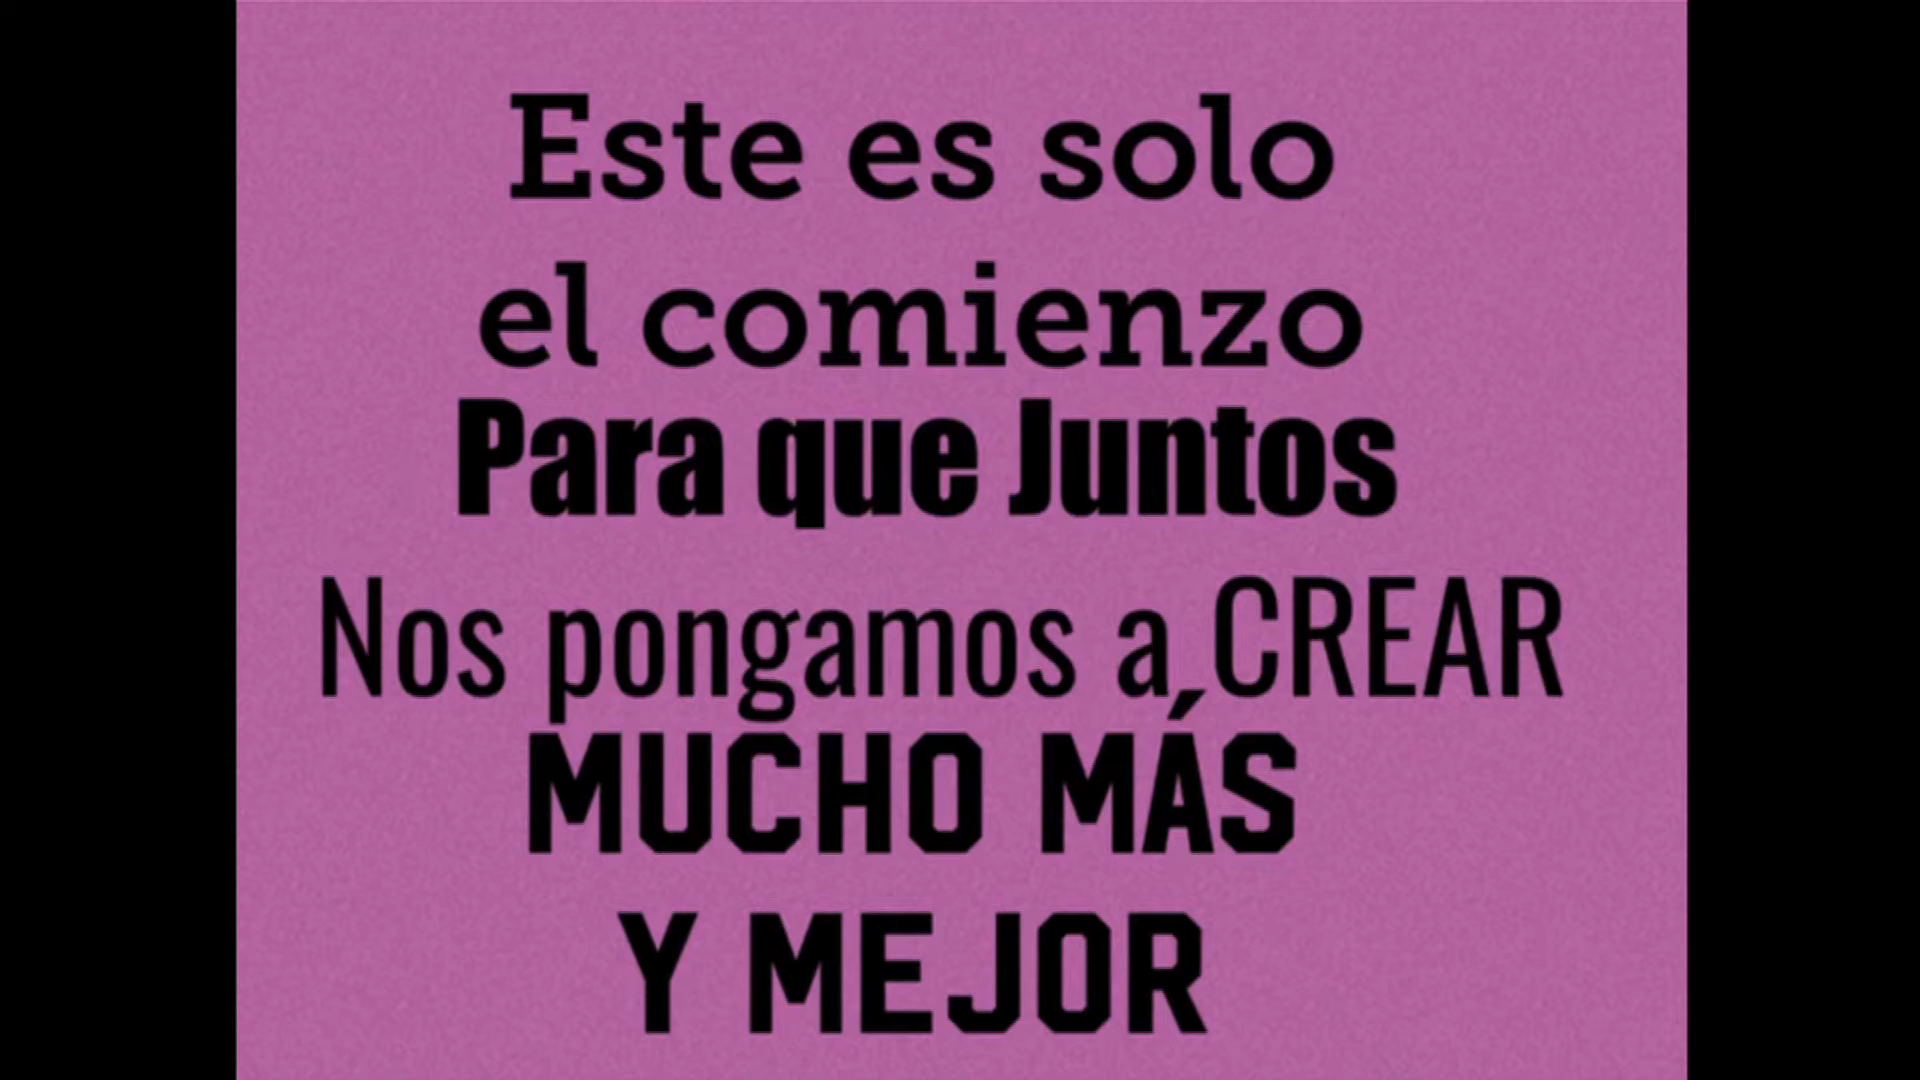 Este es solo
el comienzo
Para que Juntos
Nos pongamos a CREAR
MUCHO MÁS
Y MEJOR